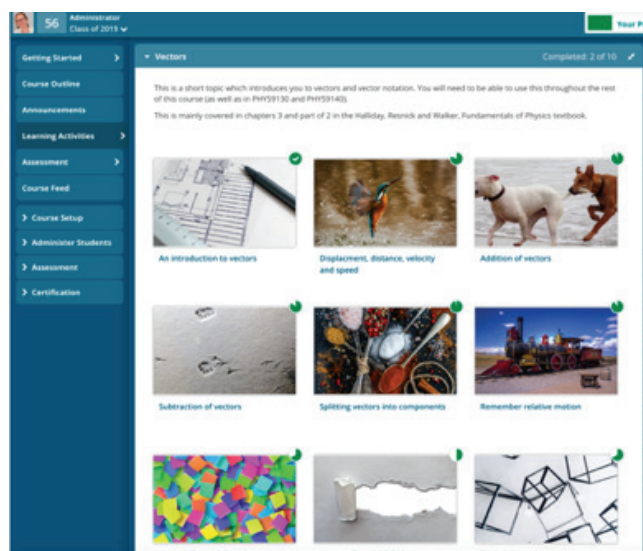 56
Administrator
Class of 2019
Your P
Getting Started
Course Outline
Announcements
Learning Activities
Assessment
Course Feed
Course Setup
Administer Students
Assessment
Certification
Vectors
Completed: 2 of 10
This is a short topic which introduces you to vectors and vector notation. You will need to be able to use this throughout the rest
of this course (as well as in PHY59130 and PHY59140)
This is mainly covered in chapters 3 and part of 2 in the Halliday, Resnick and Walker, Fundamentals of Physics textbook.
An introduction to vectors
Displacment, distance, velocity
and speed
Addition of vectors
Subtraction of vectors
Splitting vectors into components
Remember relative motion